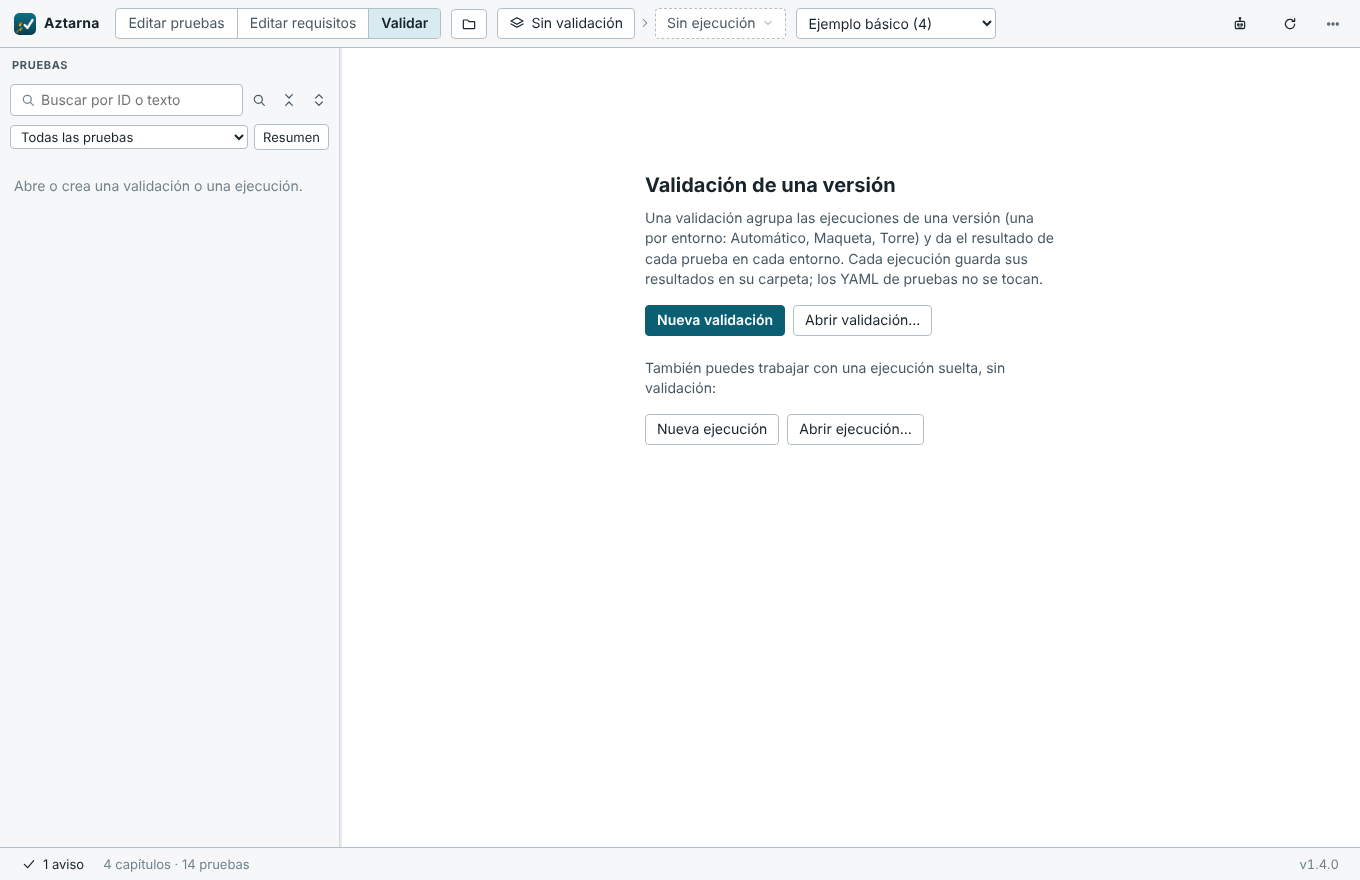 Aztarna
Editar pruebas
Editar requisitos
Validar
Sin validación
Sin ejecución
Ejemplo básico (4)
PRUEBAS
Buscar por ID o texto
Todas las pruebas
Resumen
Abre o crea una validación o una ejecución.
Validación de una versión
Una validación agrupa las ejecuciones de una versión (una
por entorno: Automático, Maqueta, Torre) y da el resultado de
cada prueba en cada entorno. Cada ejecución guarda sus
resultados en su carpeta; los YAML de pruebas no se tocan.
Nueva validación
Abrir validación...
También puedes trabajar con una ejecución suelta, sin
validación:
Nueva ejecución
Abrir ejecución...
1 aviso
4 capítulos · 14 pruebas
v1.4.0